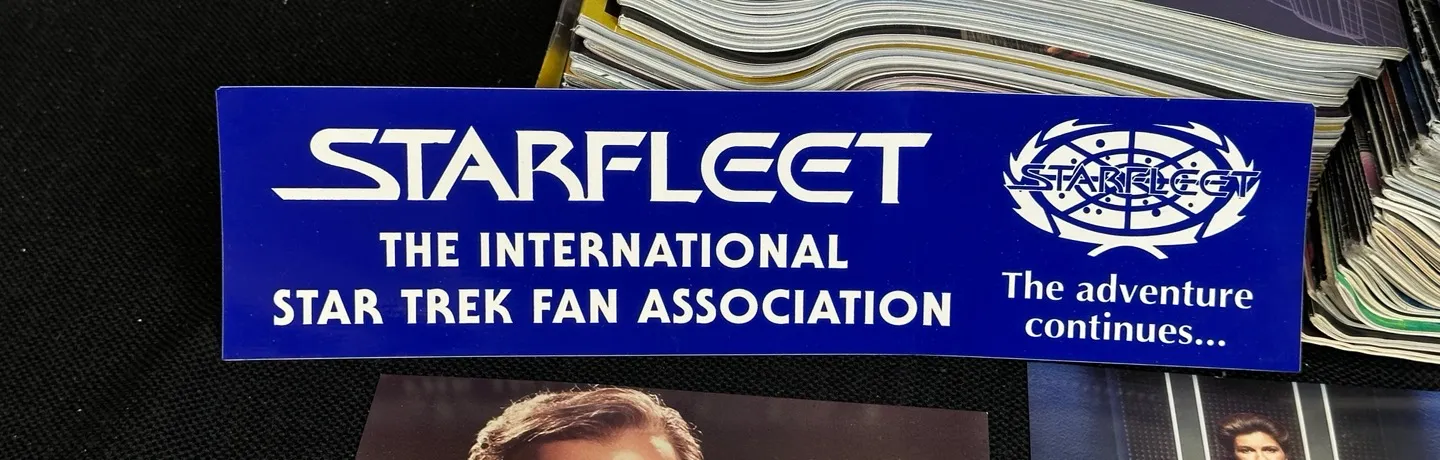 STARFLEET
THE INTERNATIONAL
STAR TREK FAN ASSOCIATION
STARFLEET
The adventure
continues...